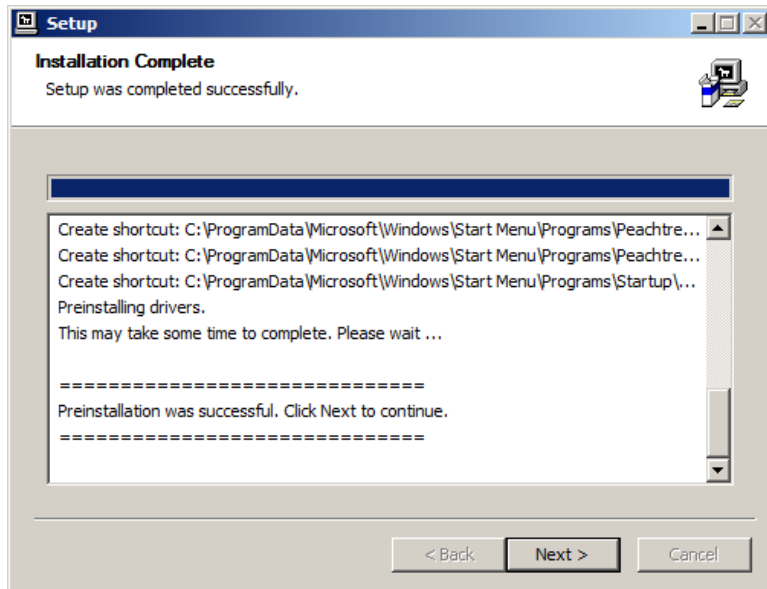 Setup
Installation Complete
Setup was completed successfully.
Create shortcut: C:\ProgramData\Microsoft\Windows\Start Menu\Programs\Peachtre...
Create shortcut: C:\ProgramData\Microsoft\Windows\Start Menu\Programs\Peachtre...
Create shortcut: C:\ProgramData\Microsoft\Windows\Start Menu\Programs\Startup\...
Preinstalling drivers.
This may take some time to complete. Please wait ...
==============================
Preinstallation was successful. Click Next to continue.
==============================
< Back Next > Cancel